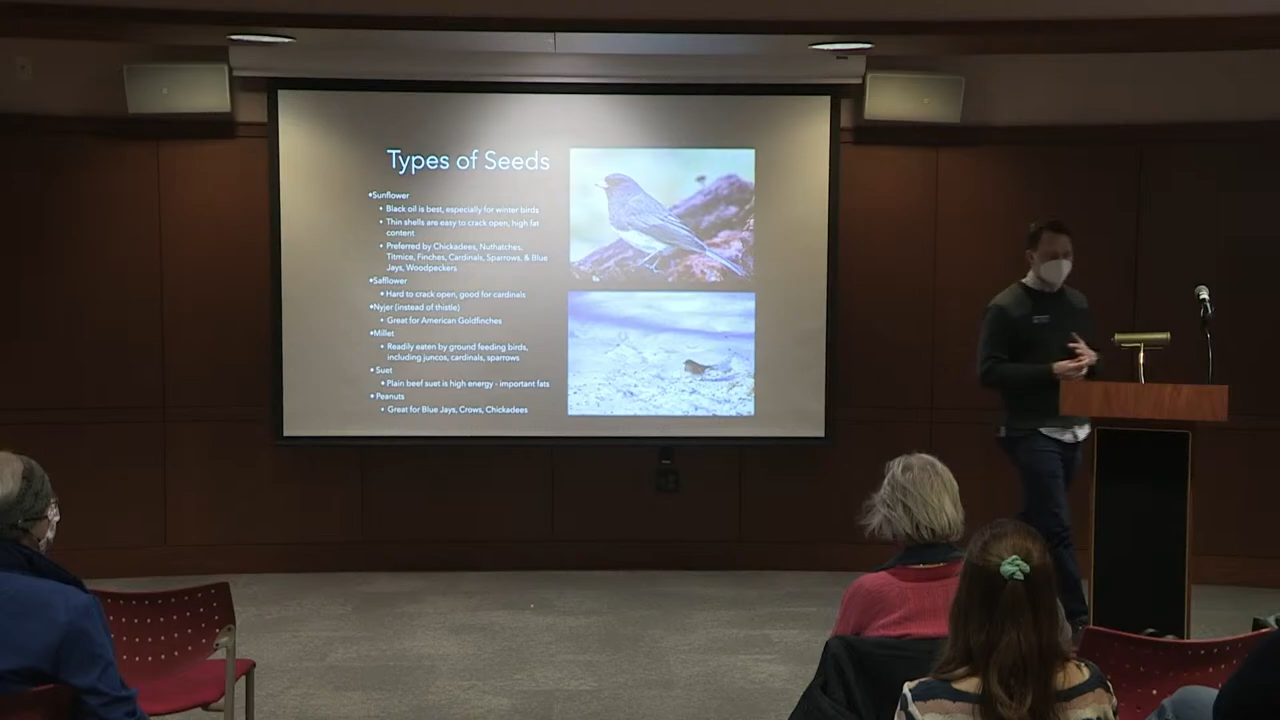 Types of Seeds
•Sunflower
• Black oil is best, especially for winter birds
• Thin shells are easy to crack open, high fat
content
• Preferred by Chickadees, Nuthatches,
Titmice, Finches, Cardinals, Sparrows, & Blue
Jays, Woodpeckers
•Safflower
• Hard to crack open, good for cardinals
•Nyjer (instead of thistle)
• Great for American Goldfinches
•Millet
• Readily eaten by ground feeding birds,
including juncos, cardinals, sparrows
• Suet
• Plain beef suet is high energy - important fats
• Peanuts
• Great for Blue Jays, Crows, Chickadees